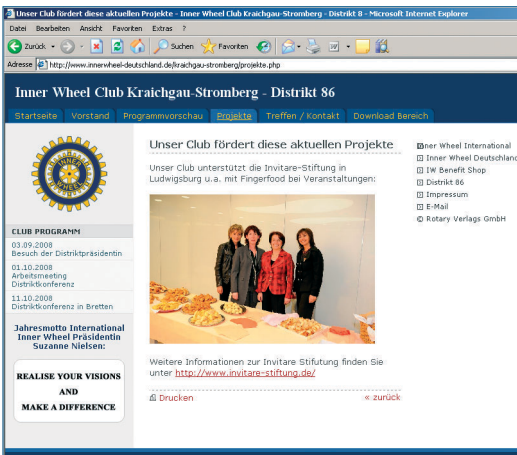 Unser Club fördert diese aktuellen Projekte - Inner Wheel Club Kraichgau-Stromberg - Distrikt 8 - Microsoft Internet Explorer
Datei Bearbeiten Ansicht Favoriten Extras ?
Zurück Suchen Favoriten
Adresse http://www.innerwheel-deutschland.de/kraichgau-stromberg/projekte.php
Inner Wheel Club Kraichgau-Stromberg - Distrikt 86
Startseite Vorstand Programmvorschau Projekte Treffen / Kontakt Download Bereich
INNER
WHEEL
CLUB PROGRAMM
03.09.2008
Besuch der Distriktpräsidentin
01.10.2008
Arbeitsmeeting
Distriktkonferenz
11.10.2008
Distriktkonferenz in Bretten
Jahresmotto International
Inner Wheel Präsidentin
Suzanne Nielsen:
REALISE YOUR VISIONS
AND
MAKE A DIFFERENCE
Unser Club fördert diese aktuellen Projekte
Unser Club unterstützt die Invitare-Stiftung in
Ludwigsburg u.a. mit Fingerfood bei Veranstaltungen:
Weitere Informationen zur Invitare Stifutung finden Sie
unter http://www.invitare-stiftung.de/
Drucken « zurück
ner Wheel International
Inner Wheel Deutschland
IW Benefit Shop
Distrikt 86
Impressum
E-Mail
© Rotary Verlags GmbH